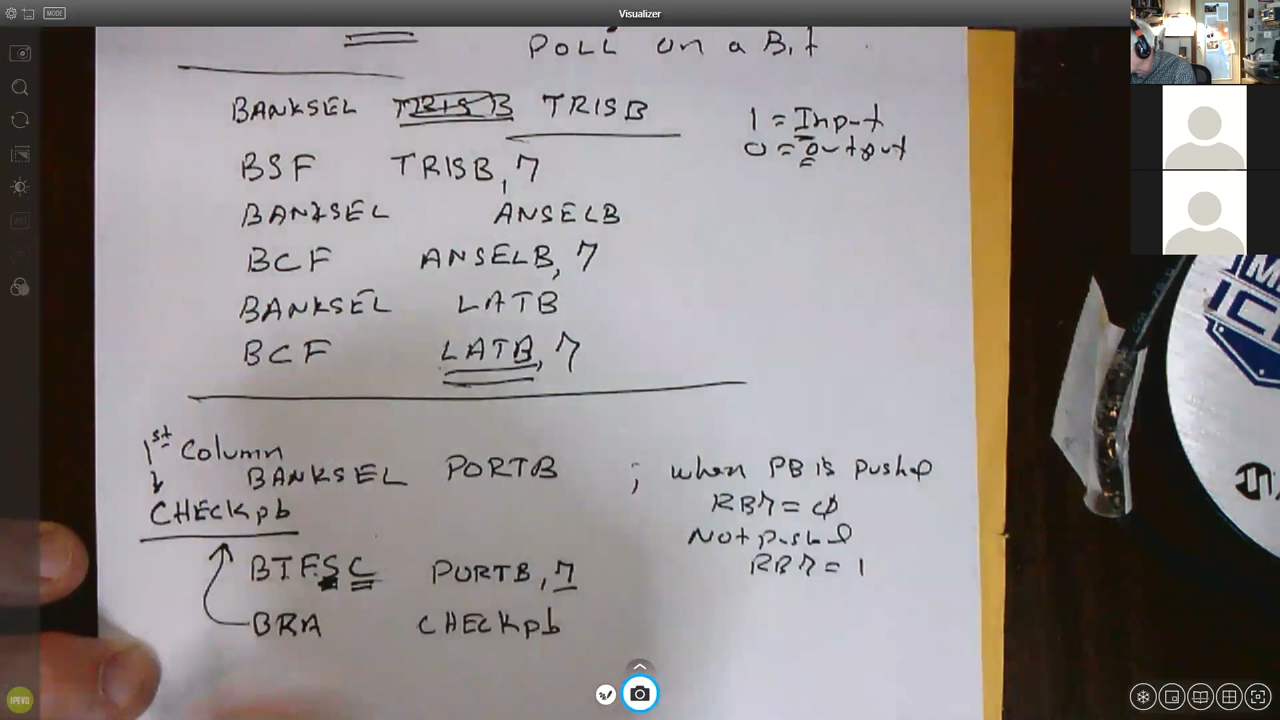 MODE
Visualizer
POLL on a Bit
BANKSEL TRISB TRISB
1 = Input
0 = Output
BSF TRISB, 7
BANKSEL ANSELB
BCF ANSELB, 7
BANKSEL LATB
BCF LATB, 7
1st Column
BANKSEL PORTB ; when PB is pushed
CHECKpb
RB7 = 0
Not pushed
BTFSC PORTB, 7
RB7 = 1
BRA CHECKpb
IC